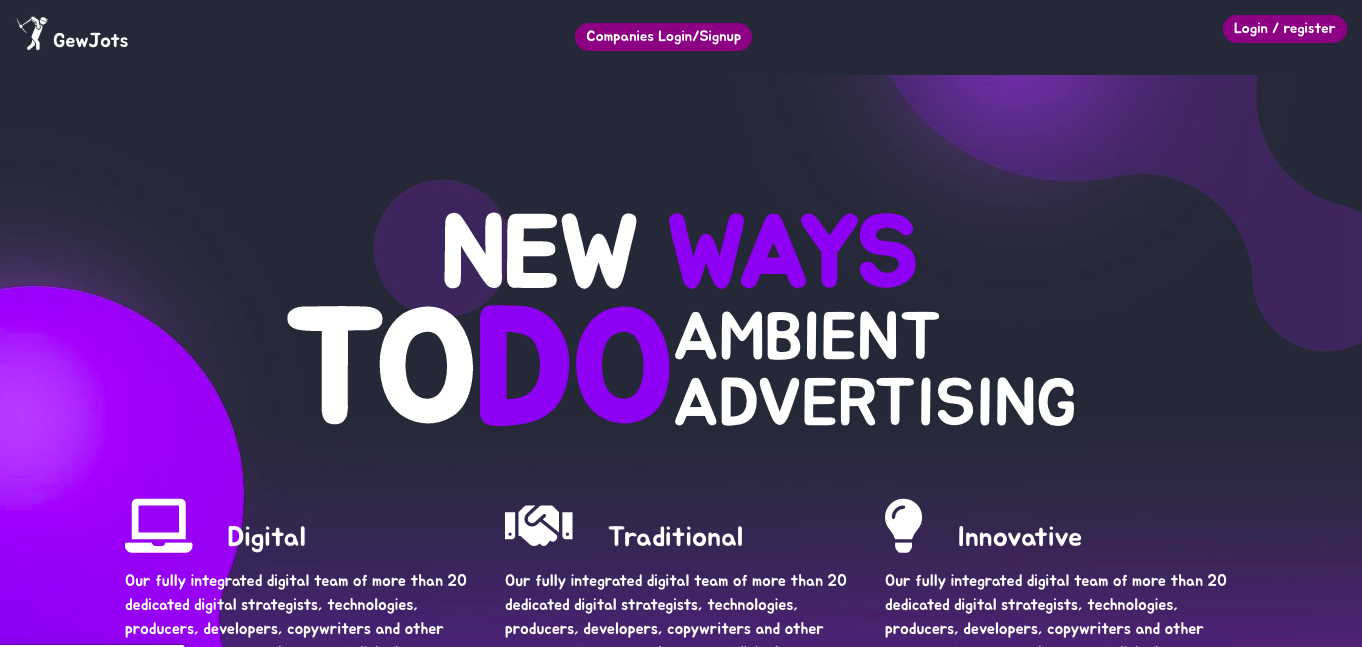 GewJots
Companies Login/Signup
Login / register
NEW WAYS
TODO AMBIENT
ADVERTISING
Digital
Our fully integrated digital team of more than 20
dedicated digital strategists, technologies,
producers, developers, copywriters and other
Traditional
Our fully integrated digital team of more than 20
dedicated digital strategists, technologies,
producers, developers, copywriters and other
Innovative
Our fully integrated digital team of more than 20
dedicated digital strategists, technologies,
producers, developers, copywriters and other